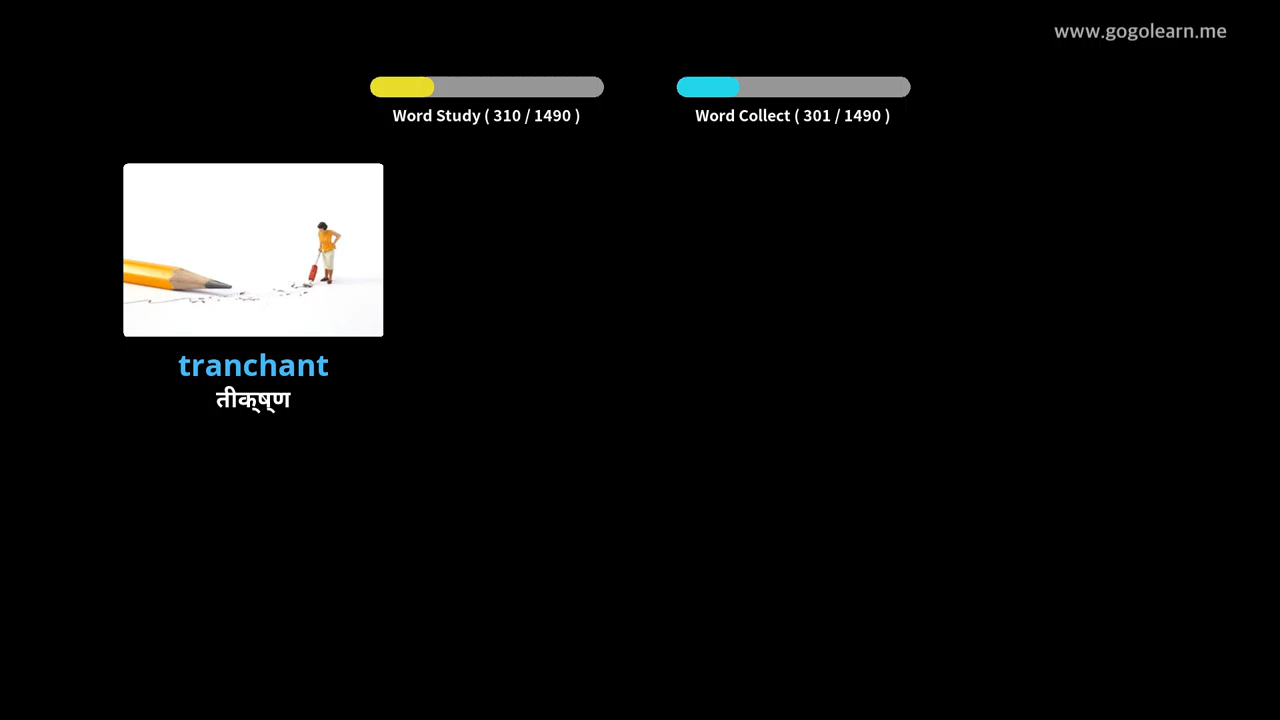 www.gogolearn.me
Word Study ( 310 / 1490 )
Word Collect ( 301 / 1490 )
tranchant
तीक्ष्ण